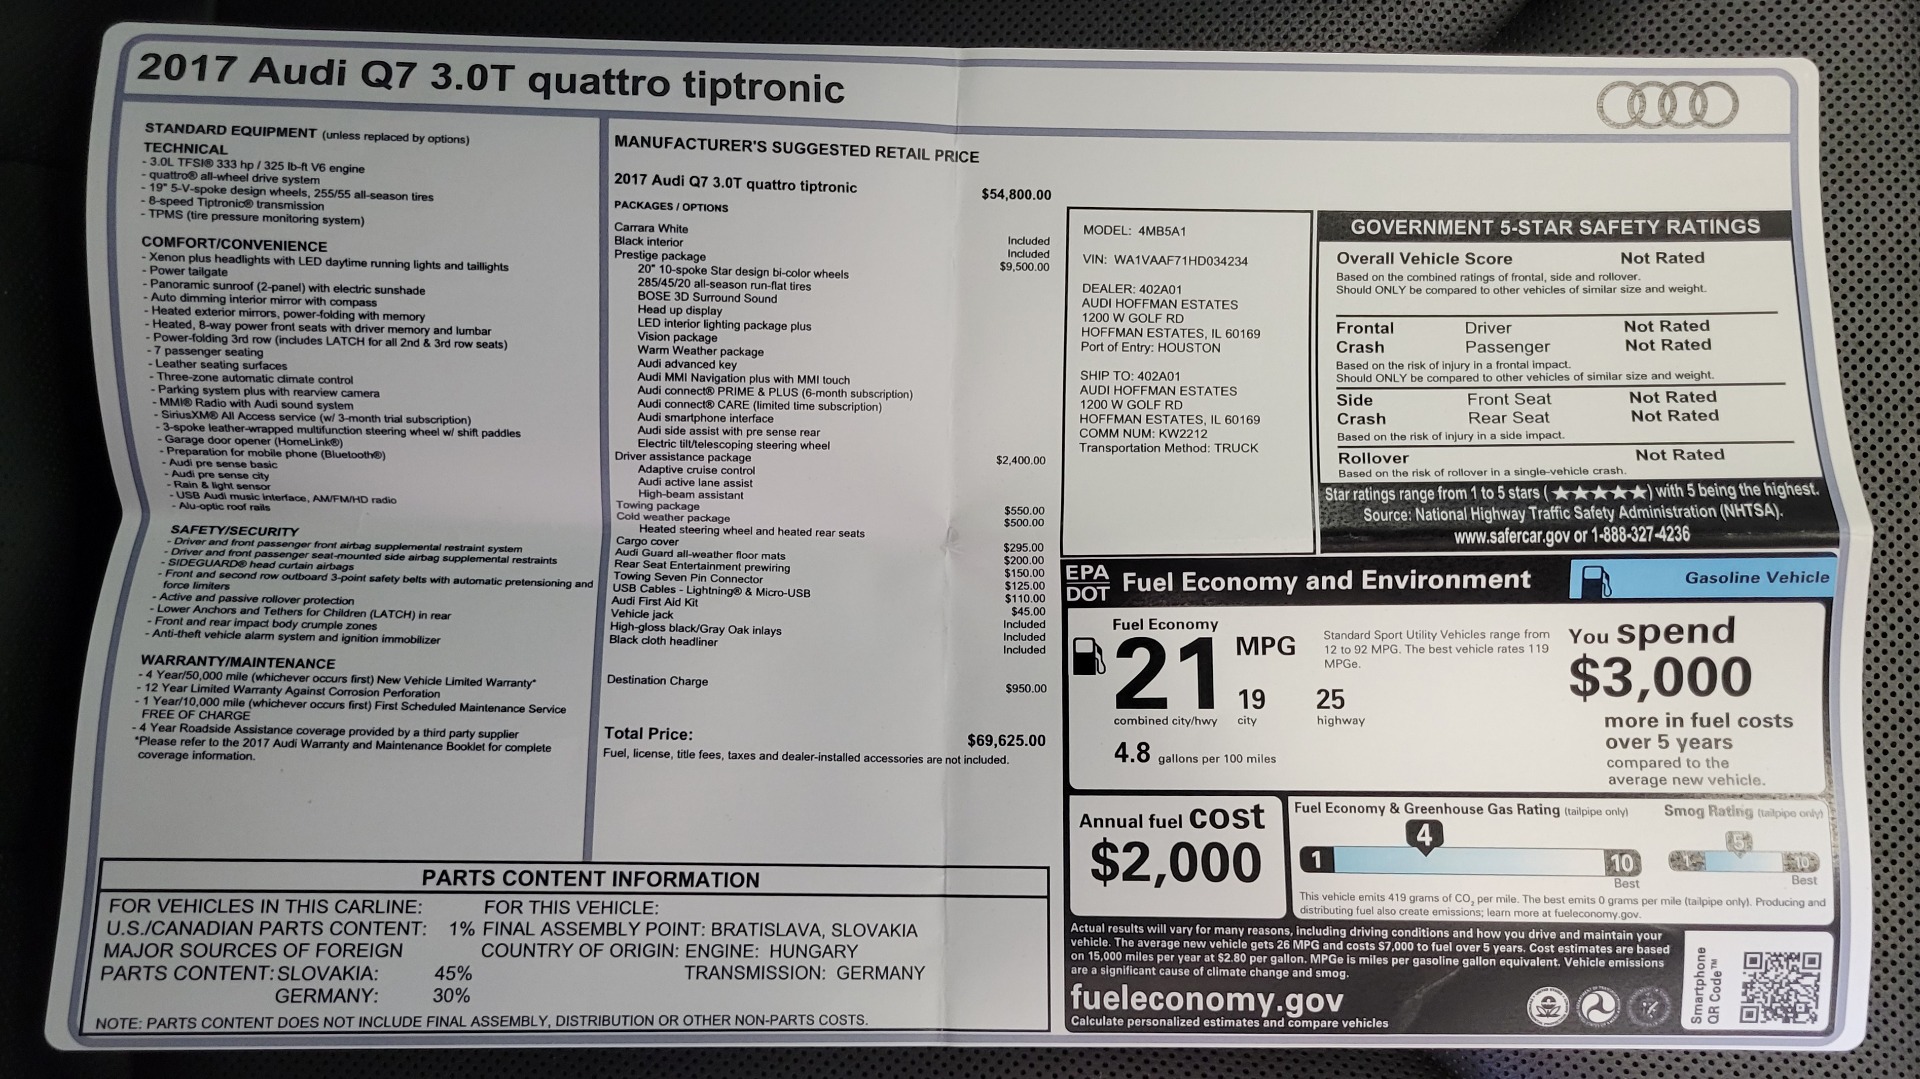 2017 Audi Q7 3.0T quattro tiptronic
STANDARD EQUIPMENT (unless replaced by options)
TECHNICAL
- 3.0L TFSI® 333 hp / 325 lb-ft V6 engine
- quattro® all-wheel drive system
- 19" 5-V-spoke design wheels, 255/55 all-season tires
- 8-speed Tiptronic® transmission
- TPMS (tire pressure monitoring system)
COMFORT/CONVENIENCE
- Xenon plus headlights with LED daytime running lights and taillights
- Power tailgate
- Panoramic sunroof (2-panel) with electric sunshade
- Auto dimming interior mirror with compass
- Heated exterior mirrors, power-folding with memory
- Heated, 8-way power front seats with driver memory and lumbar
- Power-folding 3rd row (includes LATCH for all 2nd & 3rd row seats)
- 7 passenger seating
- Leather seating surfaces
- Three-zone automatic climate control
- Parking system plus with rearview camera
- MMI® Radio with Audi sound system
- SiriusXM® All Access service (w/ 3-month trial subscription)
- 3-spoke leather-wrapped multifunction steering wheel w/ shift paddles
- Garage door opener (HomeLink®)
- Preparation for mobile phone (Bluetooth®)
- Audi pre sense basic
- Audi pre sense city
- Rain & light sensor
- USB Audi music interface, AM/FM/HD radio
- Alu-optic roof rails
SAFETY/SECURITY
- Driver and front passenger front airbag supplemental restraint system
- Driver and front passenger seat-mounted side airbag supplemental restraints
- SIDEGUARD® head curtain airbags
- Front and second row outboard 3-point safety belts with automatic pretensioning and
force limiters
- Active and passive rollover protection
- Lower Anchors and Tethers for Children (LATCH) in rear
- Front and rear impact body crumple zones
- Anti-theft vehicle alarm system and ignition immobilizer
WARRANTY/MAINTENANCE
- 4 Year/50,000 mile (whichever occurs first) New Vehicle Limited Warranty*
- 12 Year Limited Warranty Against Corrosion Perforation
- 1 Year/10,000 mile (whichever occurs first) First Scheduled Maintenance Service
FREE OF CHARGE
- 4 Year Roadside Assistance coverage provided by a third party supplier
*Please refer to the 2017 Audi Warranty and Maintenance Booklet for complete
coverage information.
MANUFACTURER'S SUGGESTED RETAIL PRICE
2017 Audi Q7 3.0T quattro tiptronic $54,800.00
PACKAGES / OPTIONS
Carrara White Included
Black interior Included
Prestige package $9,500.00
20" 10-spoke Star design bi-color wheels
285/45/20 all-season run-flat tires
BOSE 3D Surround Sound
Head up display
LED interior lighting package plus
Vision package
Warm Weather package
Audi advanced key
Audi MMI Navigation plus with MMI touch
Audi connect® PRIME & PLUS (6-month subscription)
Audi connect® CARE (limited time subscription)
Audi smartphone interface
Audi side assist with pre sense rear
Electric tilt/telescoping steering wheel
Driver assistance package $2,400.00
Adaptive cruise control
Audi active lane assist
High-beam assistant
Towing package $550.00
Cold weather package $500.00
Heated steering wheel and heated rear seats
Cargo cover $295.00
Audi Guard all-weather floor mats $200.00
Rear Seat Entertainment prewiring $150.00
Towing Seven Pin Connector $125.00
USB Cables - Lightning® & Micro-USB $110.00
Audi First Aid Kit $45.00
Vehicle jack Included
High-gloss black/Gray Oak inlays Included
Black cloth headliner Included
Destination Charge $950.00
Total Price: $69,625.00
Fuel, license, title fees, taxes and dealer-installed accessories are not included.
MODEL: 4MB5A1
VIN: WA1VAAF71HD034234
DEALER: 402A01
AUDI HOFFMAN ESTATES
1200 W GOLF RD
HOFFMAN ESTATES, IL 60169
Port of Entry: HOUSTON
SHIP TO: 402A01
AUDI HOFFMAN ESTATES
1200 W GOLF RD
HOFFMAN ESTATES, IL 60169
COMM NUM: KW2212
Transportation Method: TRUCK
GOVERNMENT 5-STAR SAFETY RATINGS
Overall Vehicle Score Not Rated
Based on the combined ratings of frontal, side and rollover.
Should ONLY be compared to other vehicles of similar size and weight.
Frontal Driver Not Rated
Crash Passenger Not Rated
Based on the risk of injury in a frontal impact.
Should ONLY be compared to other vehicles of similar size and weight.
Side Front Seat Not Rated
Crash Rear Seat Not Rated
Based on the risk of injury in a side impact.
Rollover Not Rated
Based on the risk of rollover in a single-vehicle crash.
Star ratings range from 1 to 5 stars (★★★★★) with 5 being the highest.
Source: National Highway Traffic Safety Administration (NHTSA).
www.safercar.gov or 1-888-327-4236
EPA
DOT Fuel Economy and Environment
Gasoline Vehicle
Fuel Economy
21 MPG
combined city/hwy
19 city
25 highway
4.8 gallons per 100 miles
Standard Sport Utility Vehicles range from
12 to 92 MPG. The best vehicle rates 119
MPGe.
You spend
$3,000
more in fuel costs
over 5 years
compared to the
average new vehicle.
Annual fuel cost
$2,000
Fuel Economy & Greenhouse Gas Rating (tailpipe only)
4
1 10
Best
Smog Rating (tailpipe only)
5
1 10
Best
This vehicle emits 419 grams of CO₂ per mile. The best emits 0 grams per mile (tailpipe only). Producing and
distributing fuel also create emissions; learn more at fueleconomy.gov.
Actual results will vary for many reasons, including driving conditions and how you drive and maintain your
vehicle. The average new vehicle gets 26 MPG and costs $7,000 to fuel over 5 years. Cost estimates are based
on 15,000 miles per year at $2.80 per gallon. MPGe is miles per gasoline gallon equivalent. Vehicle emissions
are a significant cause of climate change and smog.
fueleconomy.gov
Calculate personalized estimates and compare vehicles
Smartphone
QR Code™
PARTS CONTENT INFORMATION
FOR VEHICLES IN THIS CARLINE:
U.S./CANADIAN PARTS CONTENT: 1%
MAJOR SOURCES OF FOREIGN
PARTS CONTENT: SLOVAKIA: 45%
GERMANY: 30%
FOR THIS VEHICLE:
FINAL ASSEMBLY POINT: BRATISLAVA, SLOVAKIA
COUNTRY OF ORIGIN: ENGINE: HUNGARY
TRANSMISSION: GERMANY
NOTE: PARTS CONTENT DOES NOT INCLUDE FINAL ASSEMBLY, DISTRIBUTION OR OTHER NON-PARTS COSTS.